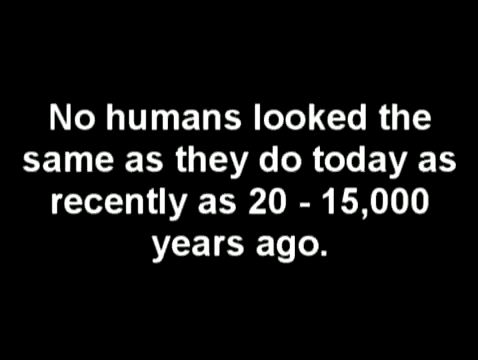 No humans looked the
same as they do today as
recently as 20 - 15,000
years ago.